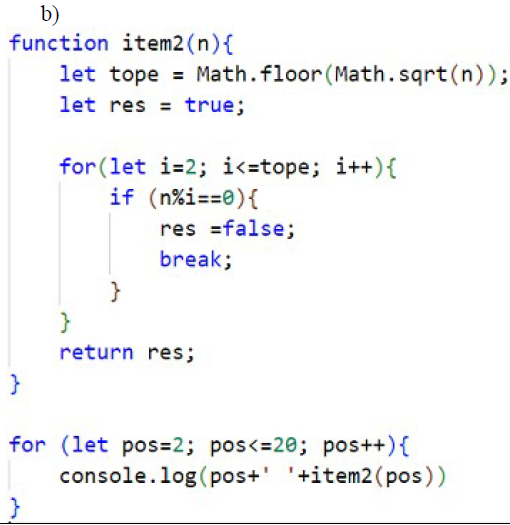 b)
function item2(n){
    let tope = Math.floor(Math.sqrt(n));
    let res = true;

    for(let i=2; i<=tope; i++){
        if (n%i==0){
            res =false;
            break;
        }
    }
    return res;
}

for (let pos=2; pos<=20; pos++){
    console.log(pos+' '+item2(pos))
}